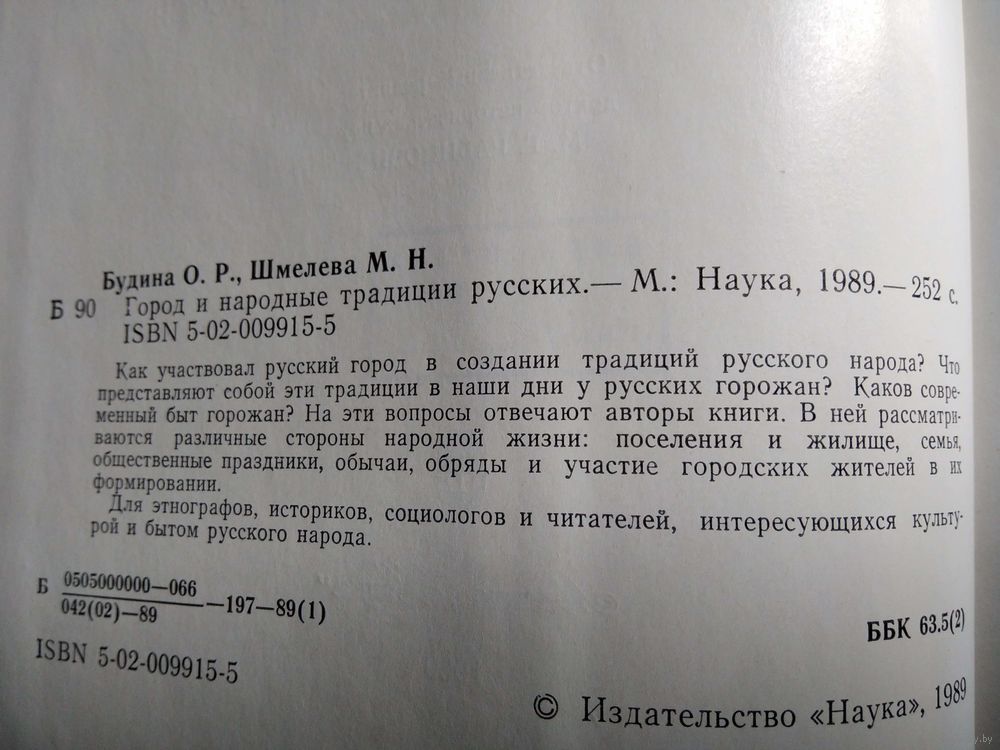 Будина О. Р., Шмелева М. Н.
Б 90 Город и народные традиции русских.— М.: Наука, 1989.— 252 с.
ISBN 5-02-009915-5
Как участвовал русский город в создании традиций русского народа? Что
представляют собой эти традиции в наши дни у русских горожан? Каков совре-
менный быт горожан? На эти вопросы отвечают авторы книги. В ней рассматри-
ваются различные стороны народной жизни: поселения и жилище, семья,
общественные праздники, обычаи, обряды и участие городских жителей в их
формировании.
Для этнографов, историков, социологов и читателей, интересующихся культу-
рой и бытом русского народа.
Б 0505000000—066
042(02)—89 —197—89(1)
ББК 63.5(2)
ISBN 5-02-009915-5
© Издательство «Наука», 1989